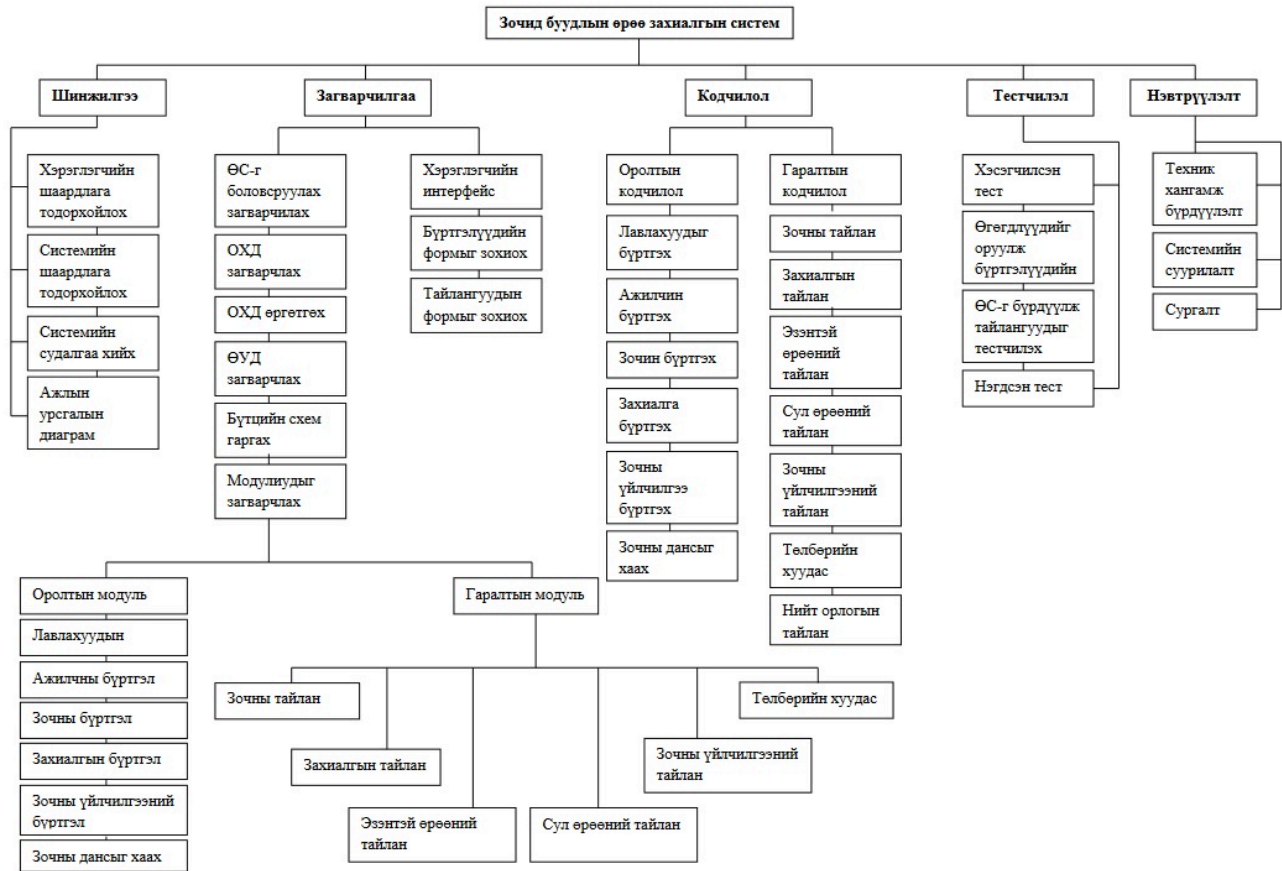 Зочид буудлын өрөө захиалгын систем
Шинжилгээ
Загварчилгаа
Кодчилол
Тестчилэл
Нэвтрүүлэлт
Хэрэглэгчийн
шаардлага
тодорхойлох
Системийн
шаардлага
тодорхойлох
Системийн
судалгаа хийх
Ажлын
урсгалын
диаграм
ӨС-г
боловсруулах
загварчилах
ОХД
загварчлах
ОХД өргөтгөх
ӨУД
загварчлах
Бүтцийн схем
гаргах
Модулиудыг
загварчлах
Хэрэглэгчийн
интерфейс
Бүртгэлүүдийн
формыг зохиох
Тайлангуудын
формыг зохиох
Оролтын
кодчилол
Лавлахуудыг
бүртгэх
Ажилчин
бүртгэх
Зочин бүртгэх
Захиалга
бүртгэх
Зочны
үйлчилгээ
бүртгэх
Зочны дансыг
хаах
Гаралтын
кодчилол
Зочны тайлан
Захиалгын
тайлан
Эзэнтэй
өрөөний
тайлан
Сул өрөөний
тайлан
Зочны
үйлчилгээний
тайлан
Төлбөрийн
хуудас
Нийт орлогын
тайлан
Хэсэгчилсэн
тест
Өгөгдлүүдийг
оруулж
бүртгэлүүдийн
ӨС-г бүрдүүлж
тайлангуудыг
тестчилэх
Нэгдсэн тест
Техник
хангамж
бүрдүүлэлт
Системийн
суурилалт
Сургалт
Оролтын модуль
Лавлахуудын
Ажилчны бүртгэл
Зочны бүртгэл
Захиалгын бүртгэл
Зочны үйлчилгээний
бүртгэл
Зочны дансыг хаах
Гаралтын модуль
Зочны тайлан
Захиалгын тайлан
Эзэнтэй өрөөний
тайлан
Сул өрөөний тайлан
Зочны үйлчилгээний
тайлан
Төлбөрийн хуудас